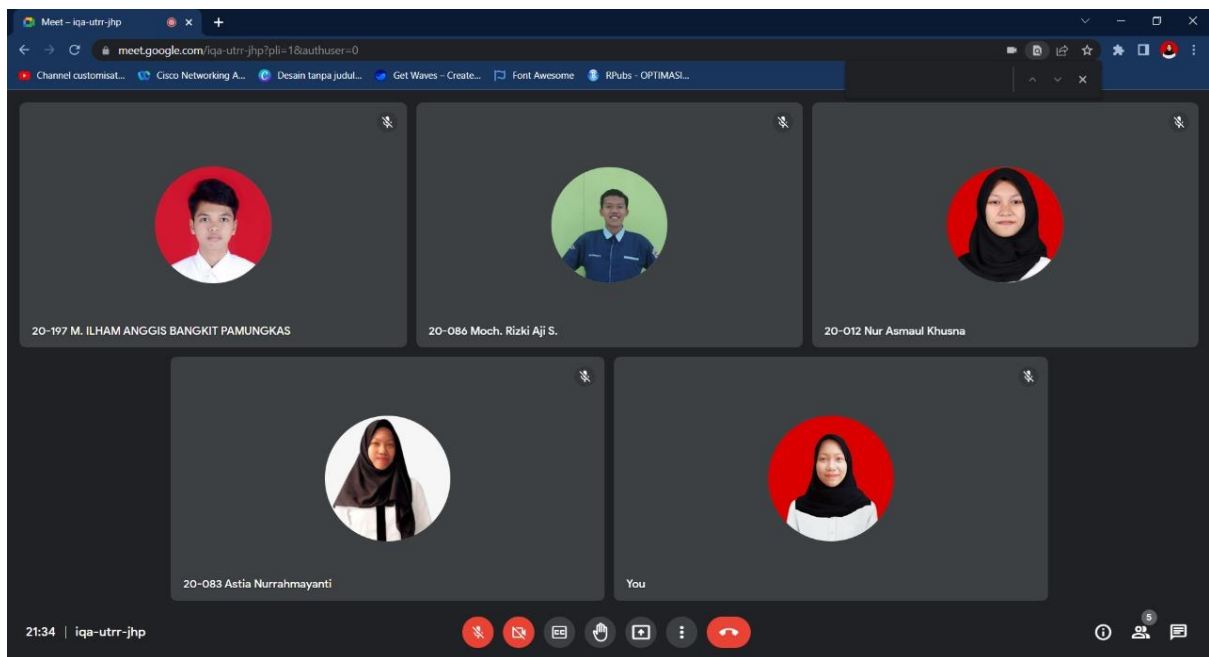 Meet – iqa-utrr-jhp
meet.google.com/iqa-utrr-jhp?pli=1&authuser=0
Channel customisat... Cisco Networking A... Desain tanpa judul... Get Waves – Create... Font Awesome RPubs - OPTIMASI...
20-197 M. ILHAM ANGGIS BANGKIT PAMUNGKAS
20-086 Moch. Rizki Aji S.
20-012 Nur Asmaul Khusna
20-083 Astia Nurrahmayanti
You
21:34 | iqa-utrr-jhp
5